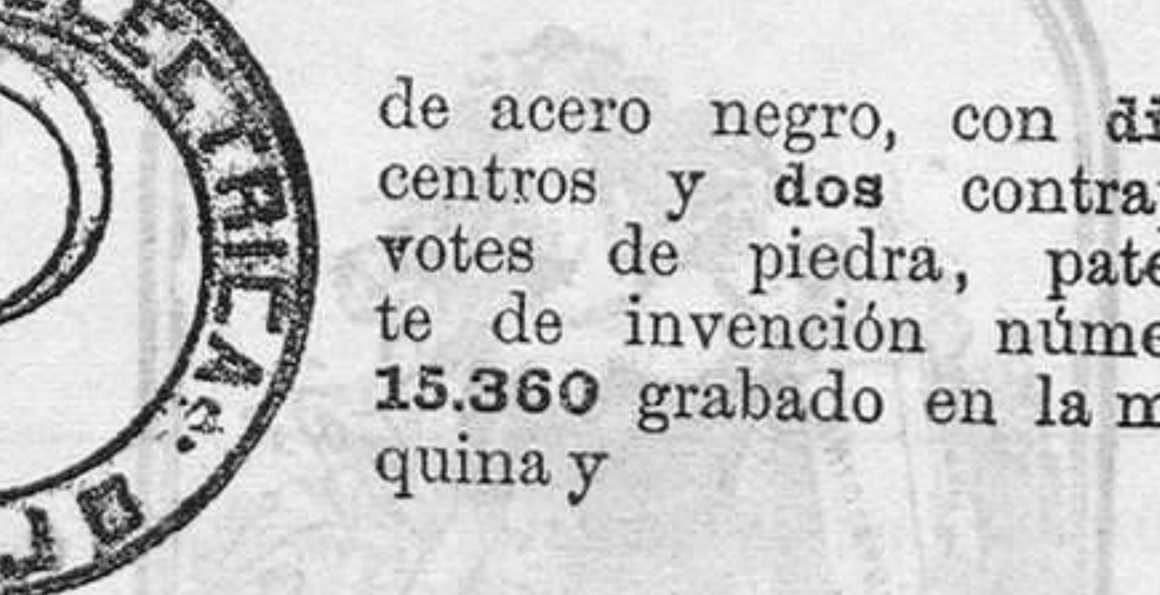 ELECTRICA
de acero negro, con di
centros y dos contra
votes de piedra, pate
te de invención núme
15.360 grabado en la m
quina y